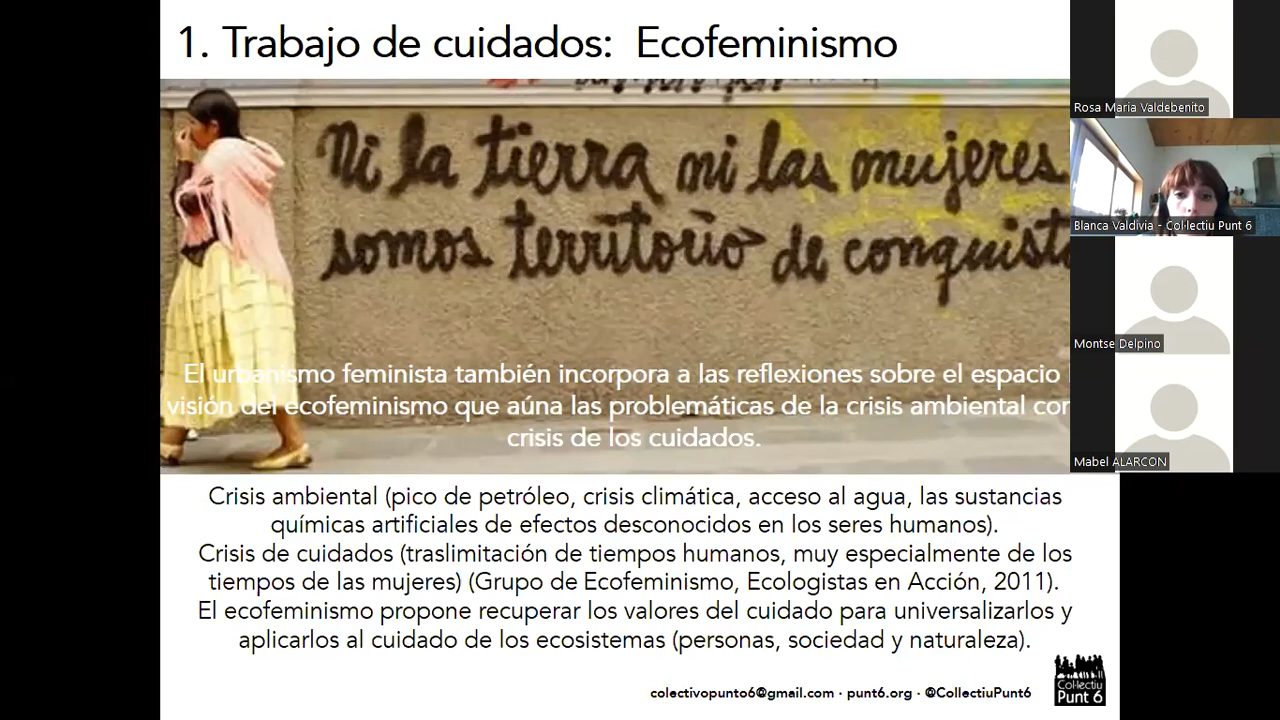 1. Trabajo de cuidados:  Ecofeminismo
Ni la tierra ni las mujeres
somos territorio de
El urbanismo feminista también incorpora a las reflexiones sobre el espacio
visión del ecofeminismo que aúna las problemáticas de la crisis ambiental
crisis de los cuidados.
Crisis ambiental (pico de petróleo, crisis climática, acceso al agua, las sustancias
químicas artificiales de efectos desconocidos en los seres humanos).
Crisis de cuidados (traslimitación de tiempos humanos, muy especialmente de los
tiempos de las mujeres) (Grupo de Ecofeminismo, Ecologistas en Acción, 2011).
El ecofeminismo propone recuperar los valores del cuidado para universalizarlos y
aplicarlos al cuidado de los ecosistemas (personas, sociedad y naturaleza).
colectivopunto6@gmail.com · punt6.org · @CollectiuPunt6
Col·lectiu
Punt 6
Rosa Maria Valdebenito
Blanca Valdivia - Col·lectiu Punt 6
Montse Delpino
Mabel ALARCON